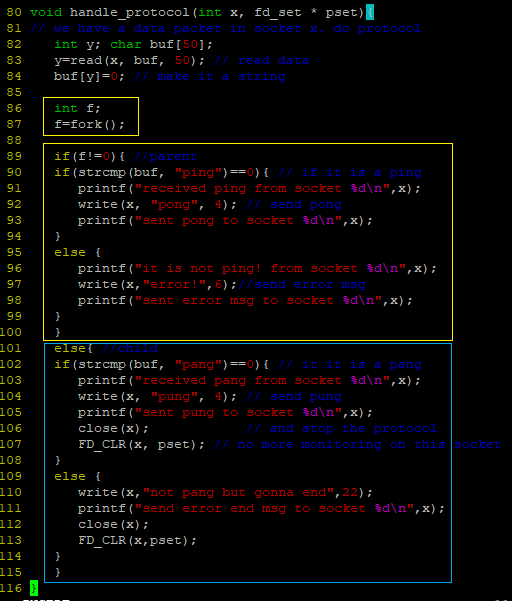 80 void handle_protocol(int x, fd_set * pset){
81 // we have a data packet in socket x. do protocol
82    int y; char buf[50];
83    y=read(x, buf, 50); // read data
84    buf[y]=0; // make it a string
85
86    int f;
87    f=fork();
88
89    if(f!=0){ //parent
90    if(strcmp(buf, "ping")==0){ // if it is a ping
91       printf("received ping from socket %d\n",x);
92       write(x, "pong", 4); // send pong
93       printf("sent pong to socket %d\n",x);
94    }
95    else {
96       printf("it is not ping! from socket %d\n",x);
97       write(x,"error!",6);//send error msg
98       printf("sent error msg to socket %d\n",x);
99    }
100    }
101    else{ //child
102    if(strcmp(buf, "pang")==0){ // it it is a pang
103       printf("received pang from socket %d\n",x);
104       write(x, "pung", 4); // send pung
105       printf("sent pung to socket %d\n",x);
106       close(x);            // and stop the protocol
107       FD_CLR(x, pset); // no more monitoring on this socket
108    }
109    else {
110       write(x,"not pang but gonna end",22);
111       printf("send error end msg to socket %d\n",x);
112       close(x);
113       FD_CLR(x,pset);
114    }
115    }
116 }